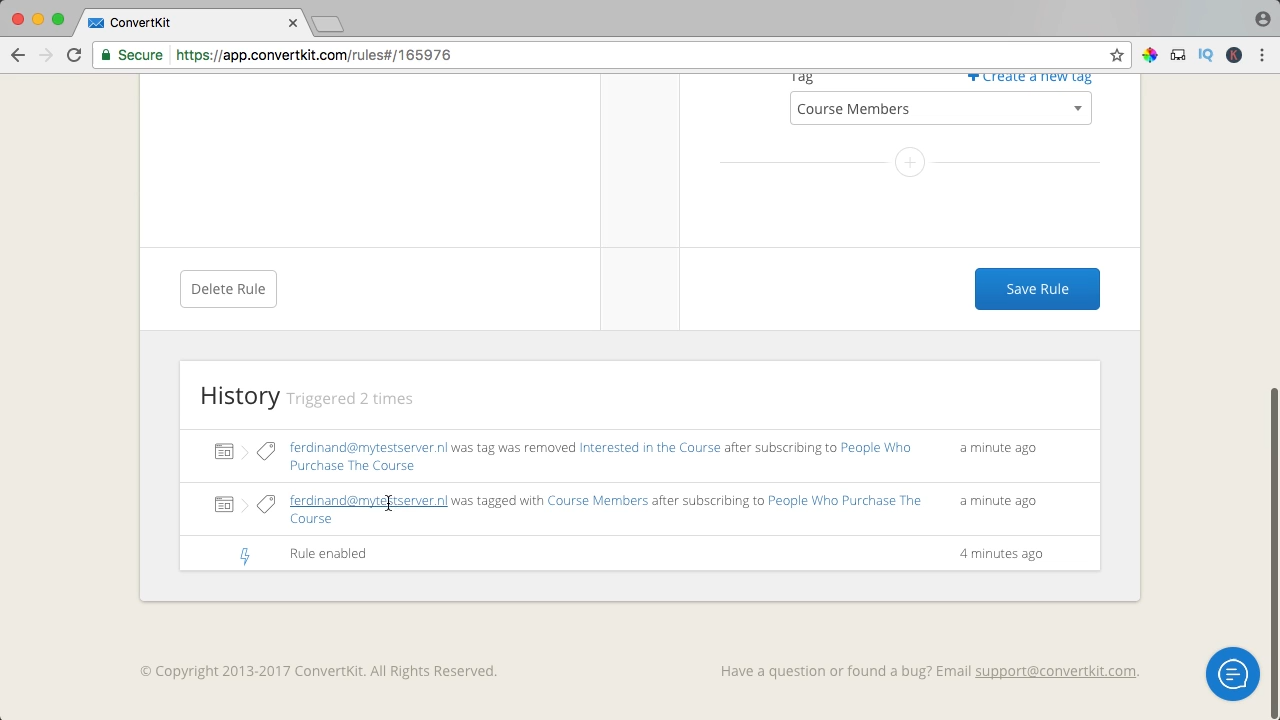 ConvertKit
Secure https://app.convertkit.com/rules#/165976
Tag
Create a new tag
Course Members
Delete Rule
Save Rule
History Triggered 2 times
ferdinand@mytestserver.nl was tag was removed Interested in the Course after subscribing to People Who
Purchase The Course
a minute ago
ferdinand@mytestserver.nl was tagged with Course Members after subscribing to People Who Purchase The
Course
a minute ago
Rule enabled
4 minutes ago
© Copyright 2013-2017 ConvertKit. All Rights Reserved.
Have a question or found a bug? Email support@convertkit.com.
IQ
K